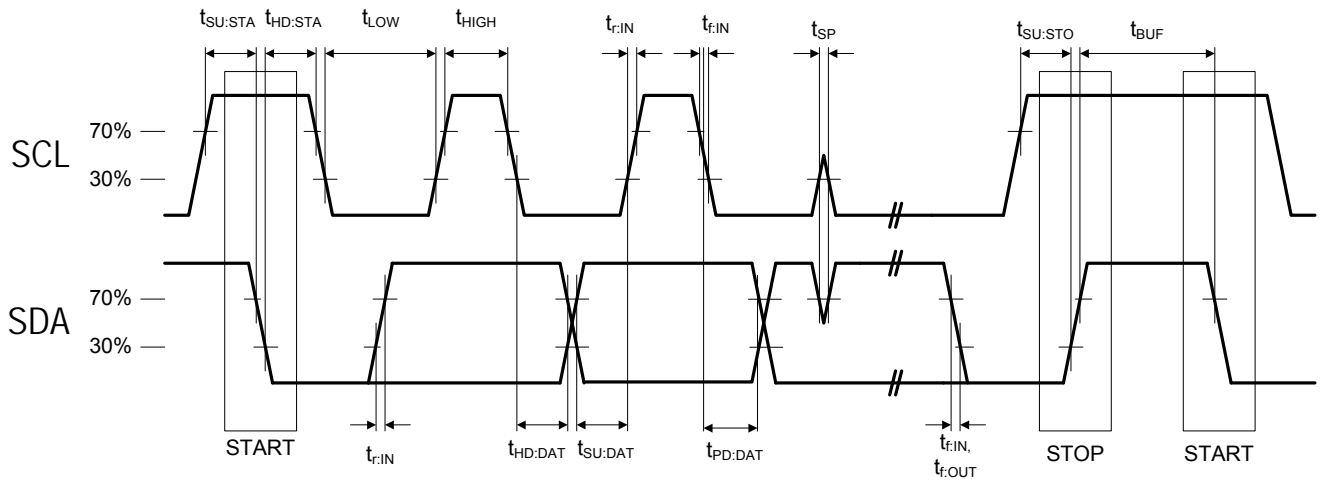 tSU:STA tHD:STA tLOW tHIGH tr:IN tf:IN tSP tSU:STO tBUF
70%
SCL
30%
70%
SDA
30%
START tr:IN tHD:DAT tSU:DAT tPD:DAT tf:IN, STOP START
tf:OUT